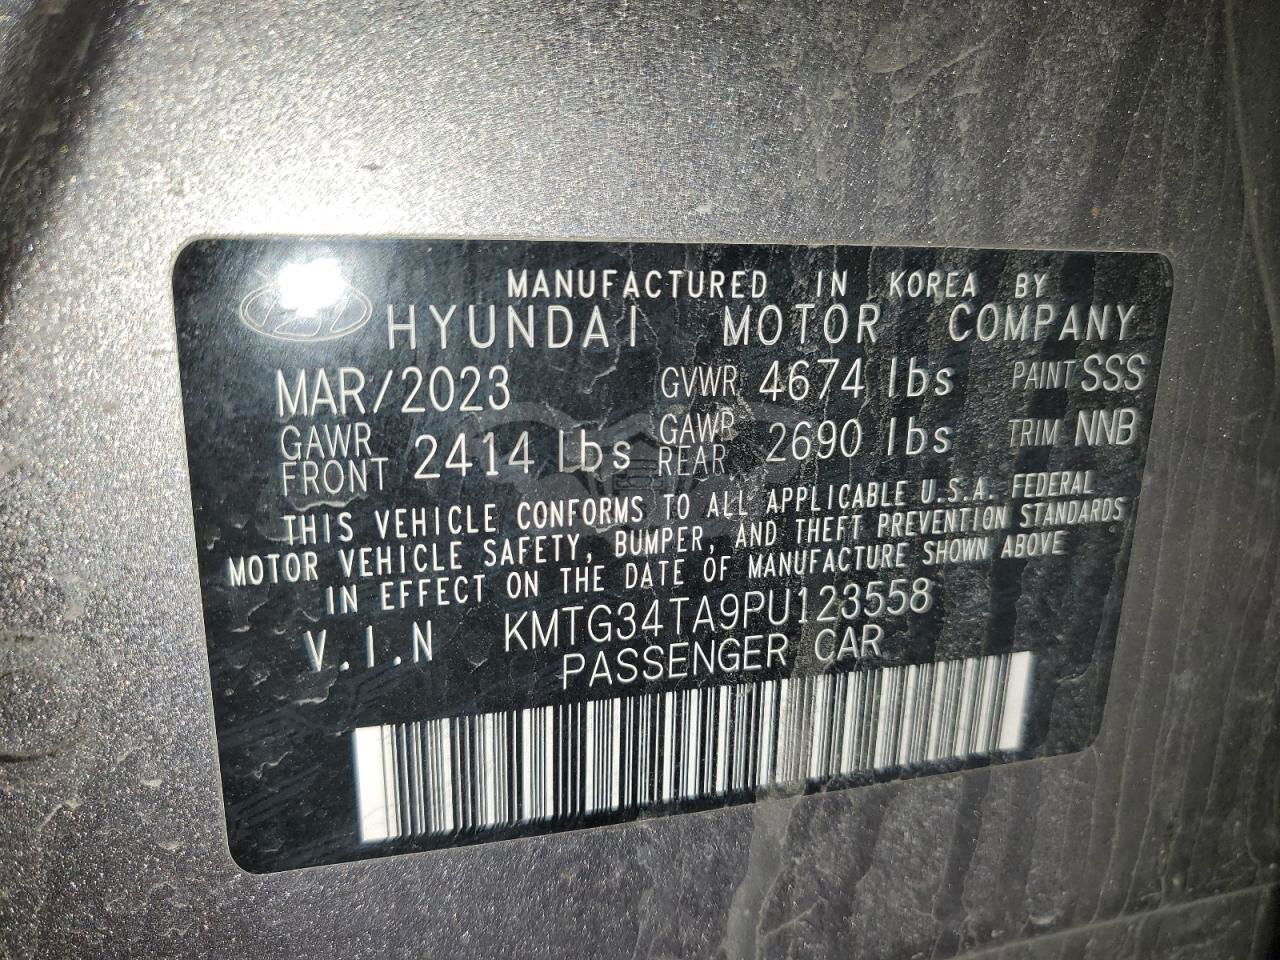 MANUFACTURED IN KOREA BY
HYUNDAI MOTOR COMPANY
MAR/2023 GVWR 4674 lbs PAINT SSS
GAWR FRONT 2414 lbs GAWR REAR 2690 lbs TRIM NNB
THIS VEHICLE CONFORMS TO ALL APPLICABLE U.S.A. FEDERAL
MOTOR VEHICLE SAFETY, BUMPER, AND THEFT PREVENTION STANDARDS
IN EFFECT ON THE DATE OF MANUFACTURE SHOWN ABOVE
V.I.N KMTG34TA9PU123558
PASSENGER CAR